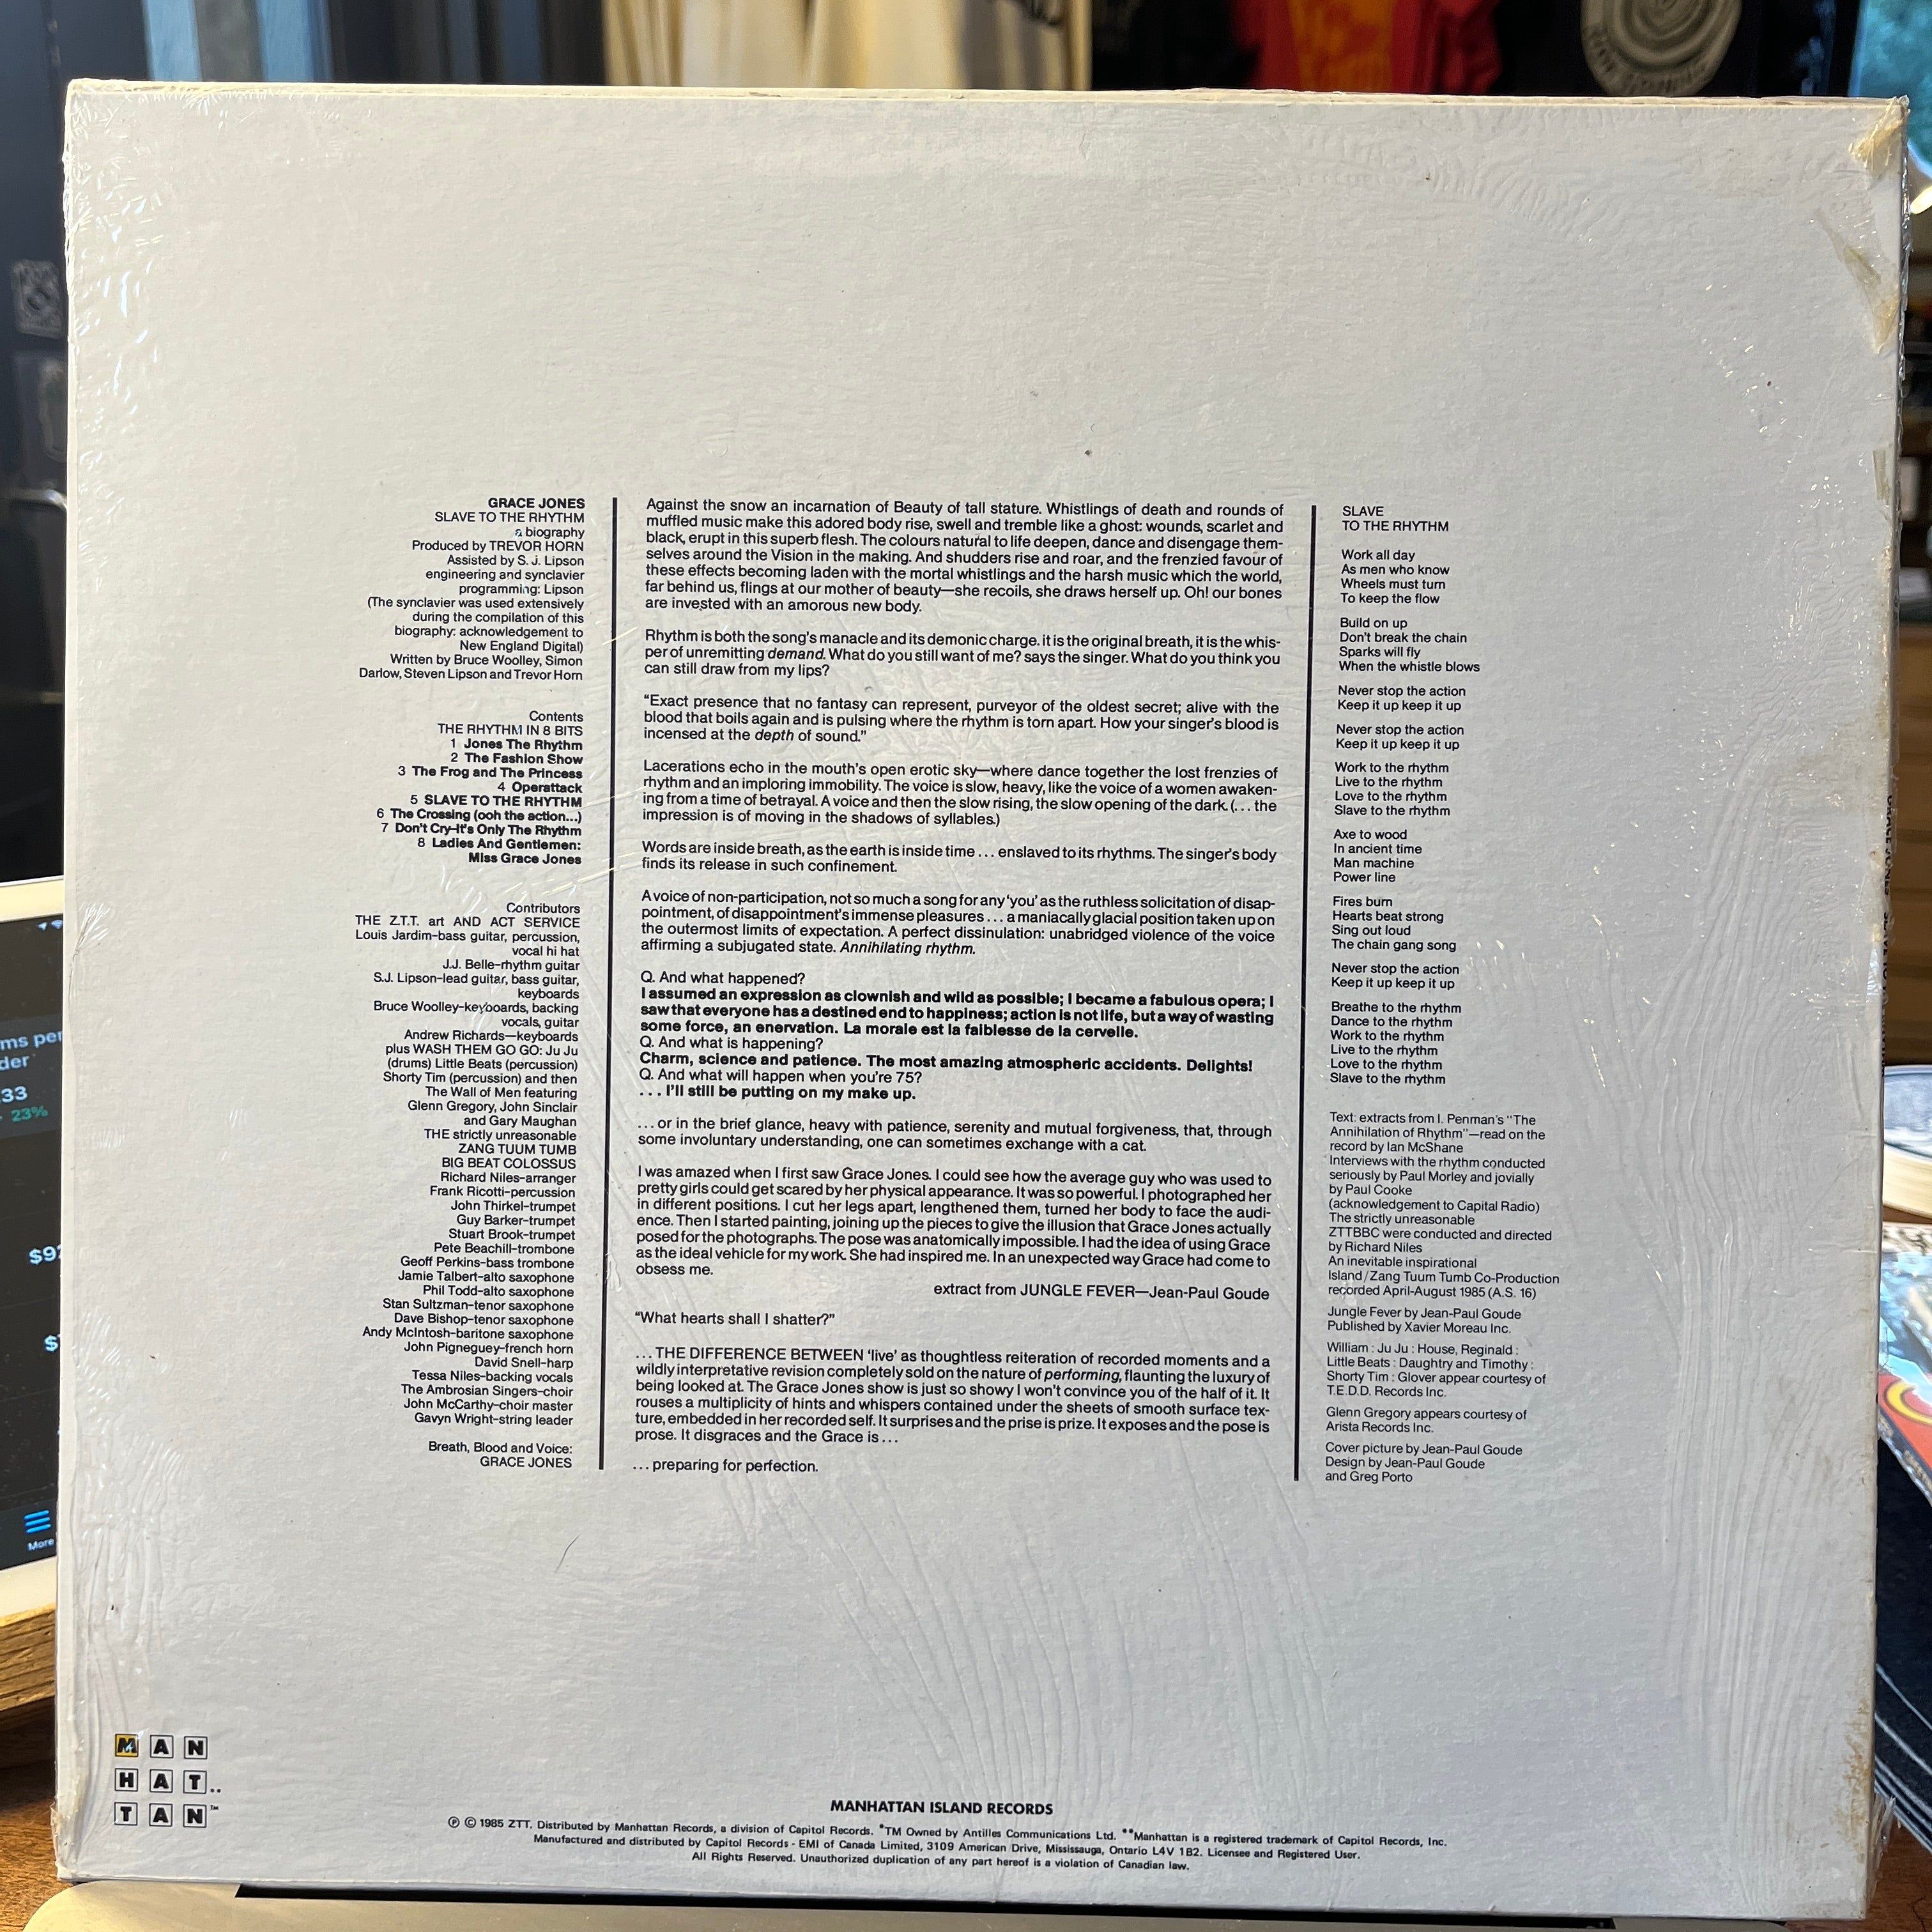 GRACE JONES
SLAVE TO THE RHYTHM
a biography
Produced by TREVOR HORN
Assisted by S. J. Lipson
engineering and synclavier
programming: Lipson
(The synclavier was used extensively
during the compilation of this
biography: acknowledgement to
New England Digital)
Written by Bruce Woolley, Simon
Darlow, Steven Lipson and Trevor Horn
Contents
THE RHYTHM IN 8 BITS
1 Jones The Rhythm
2 The Fashion Show
3 The Frog and The Princess
4 Operattack
5 SLAVE TO THE RHYTHM
6 The Crossing (ooh the action...)
7 Don't Cry–It's Only The Rhythm
8 Ladies And Gentlemen:
Miss Grace Jones
Contributors
THE Z.T.T. art AND ACT SERVICE
Louis Jardim–bass guitar, percussion,
vocal hi hat
J.J. Belle–rhythm guitar
S.J. Lipson–lead guitar, bass guitar,
keyboards
Bruce Woolley–keyboards, backing
vocals, guitar
Andrew Richards—keyboards
plus WASH THEM GO GO: Ju Ju
(drums) Little Beats (percussion)
Shorty Tim (percussion) and then
The Wall of Men featuring
Glenn Gregory, John Sinclair
and Gary Maughan
THE strictly unreasonable
ZANG TUUM TUMB
BIG BEAT COLOSSUS
Richard Niles–arranger
Frank Ricotti–percussion
John Thirkel–trumpet
Guy Barker–trumpet
Stuart Brook–trumpet
Pete Beachill–trombone
Geoff Perkins–bass trombone
Jamie Talbert–alto saxophone
Phil Todd–alto saxophone
Stan Sultzman–tenor saxophone
Dave Bishop–tenor saxophone
Andy McIntosh–baritone saxophone
John Pigneguy–french horn
David Snell–harp
Tessa Niles–backing vocals
The Ambrosian Singers–choir
John McCarthy–choir master
Gavyn Wright–string leader
Breath, Blood and Voice:
GRACE JONES
Against the snow an incarnation of Beauty of tall stature. Whistlings of death and rounds of
muffled music make this adored body rise, swell and tremble like a ghost: wounds, scarlet and
black, erupt in this superb flesh. The colours natural to life deepen, dance and disengage them-
selves around the Vision in the making. And shudders rise and roar, and the frenzied favour of
these effects becoming laden with the mortal whistlings and the harsh music which the world,
far behind us, flings at our mother of beauty—she recoils, she draws herself up. Oh! our bones
are invested with an amorous new body.
Rhythm is both the song's manacle and its demonic charge. it is the original breath, it is the whis-
per of unremitting demand. What do you still want of me? says the singer. What do you think you
can still draw from my lips?
“Exact presence that no fantasy can represent, purveyor of the oldest secret; alive with the
blood that boils again and is pulsing where the rhythm is torn apart. How your singer's blood is
incensed at the depth of sound.”
Lacerations echo in the mouth's open erotic sky—where dance together the lost frenzies of
rhythm and an imploring immobility. The voice is slow, heavy, like the voice of a women awaken-
ing from a time of betrayal. A voice and then the slow rising, the slow opening of the dark. (... the
impression is of moving in the shadows of syllables.)
Words are inside breath, as the earth is inside time ... enslaved to its rhythms. The singer's body
finds its release in such confinement.
A voice of non-participation, not so much a song for any 'you' as the ruthless solicitation of disap-
pointment, of disappointment's immense pleasures ... a maniacally glacial position taken up on
the outermost limits of expectation. A perfect dissinulation: unabridged violence of the voice
affirming a subjugated state. Annihilating rhythm.
Q. And what happened?
I assumed an expression as clownish and wild as possible; I became a fabulous opera; I
saw that everyone has a destined end to happiness; action is not life, but a way of wasting
some force, an enervation. La morale est la faiblesse de la cervelle.
Q. And what is happening?
Charm, science and patience. The most amazing atmospheric accidents. Delights!
Q. And what will happen when you're 75?
... I'll still be putting on my make up.
...or in the brief glance, heavy with patience, serenity and mutual forgiveness, that, through
some involuntary understanding, one can sometimes exchange with a cat.
I was amazed when I first saw Grace Jones. I could see how the average guy who was used to
pretty girls could get scared by her physical appearance. It was so powerful. I photographed her
in different positions. I cut her legs apart, lengthened them, turned her body to face the audi-
ence. Then I started painting, joining up the pieces to give the illusion that Grace Jones actually
posed for the photographs. The pose was anatomically impossible. I had the idea of using Grace
as the ideal vehicle for my work. She had inspired me. In an unexpected way Grace had come to
obsess me.
extract from JUNGLE FEVER—Jean-Paul Goude
“What hearts shall I shatter?”
...THE DIFFERENCE BETWEEN 'live' as thoughtless reiteration of recorded moments and a
wildly interpretative revision completely sold on the nature of performing, flaunting the luxury of
being looked at. The Grace Jones show is just so showy I won't convince you of the half of it. It
rouses a multiplicity of hints and whispers contained under the sheets of smooth surface tex-
ture, embedded in her recorded self. It surprises and the prise is prize. It exposes and the pose is
prose. It disgraces and the Grace is...
...preparing for perfection.
SLAVE
TO THE RHYTHM
Work all day
As men who know
Wheels must turn
To keep the flow
Build on up
Don't break the chain
Sparks will fly
When the whistle blows
Never stop the action
Keep it up keep it up
Never stop the action
Keep it up keep it up
Work to the rhythm
Live to the rhythm
Love to the rhythm
Slave to the rhythm
Axe to wood
In ancient time
Man machine
Power line
Fires burn
Hearts beat strong
Sing out loud
The chain gang song
Never stop the action
Keep it up keep it up
Breathe to the rhythm
Dance to the rhythm
Work to the rhythm
Live to the rhythm
Love to the rhythm
Slave to the rhythm
Text: extracts from I. Penman's “The
Annihilation of Rhythm”—read on the
record by Ian McShane
Interviews with the rhythm conducted
seriously by Paul Morley and jovially
by Paul Cooke
(acknowledgement to Capital Radio)
The strictly unreasonable
ZTTBBC were conducted and directed
by Richard Niles
An inevitable inspirational
Island/Zang Tuum Tumb Co-Production
recorded April-August 1985 (A.S. 16)
Jungle Fever by Jean-Paul Goude
Published by Xavier Moreau Inc.
William : Ju Ju : House, Reginald :
Little Beats : Daughtry and Timothy :
Shorty Tim : Glover appear courtesy of
T.E.D.D. Records Inc.
Glenn Gregory appears courtesy of
Arista Records Inc.
Cover picture by Jean-Paul Goude
Design by Jean-Paul Goude
and Greg Porto
MAN
HAT..
TAN™
MANHATTAN ISLAND RECORDS
℗ © 1985 ZTT. Distributed by Manhattan Records, a division of Capitol Records. *TM Owned by Antilles Communications Ltd. **Manhattan is a registered trademark of Capitol Records, Inc.
Manufactured and distributed by Capitol Records - EMI of Canada Limited, 3109 American Drive, Mississauga, Ontario L4V 1B2. Licensee and Registered User.
All Rights Reserved. Unauthorized duplication of any part hereof is a violation of Canadian law.
33
23%
More